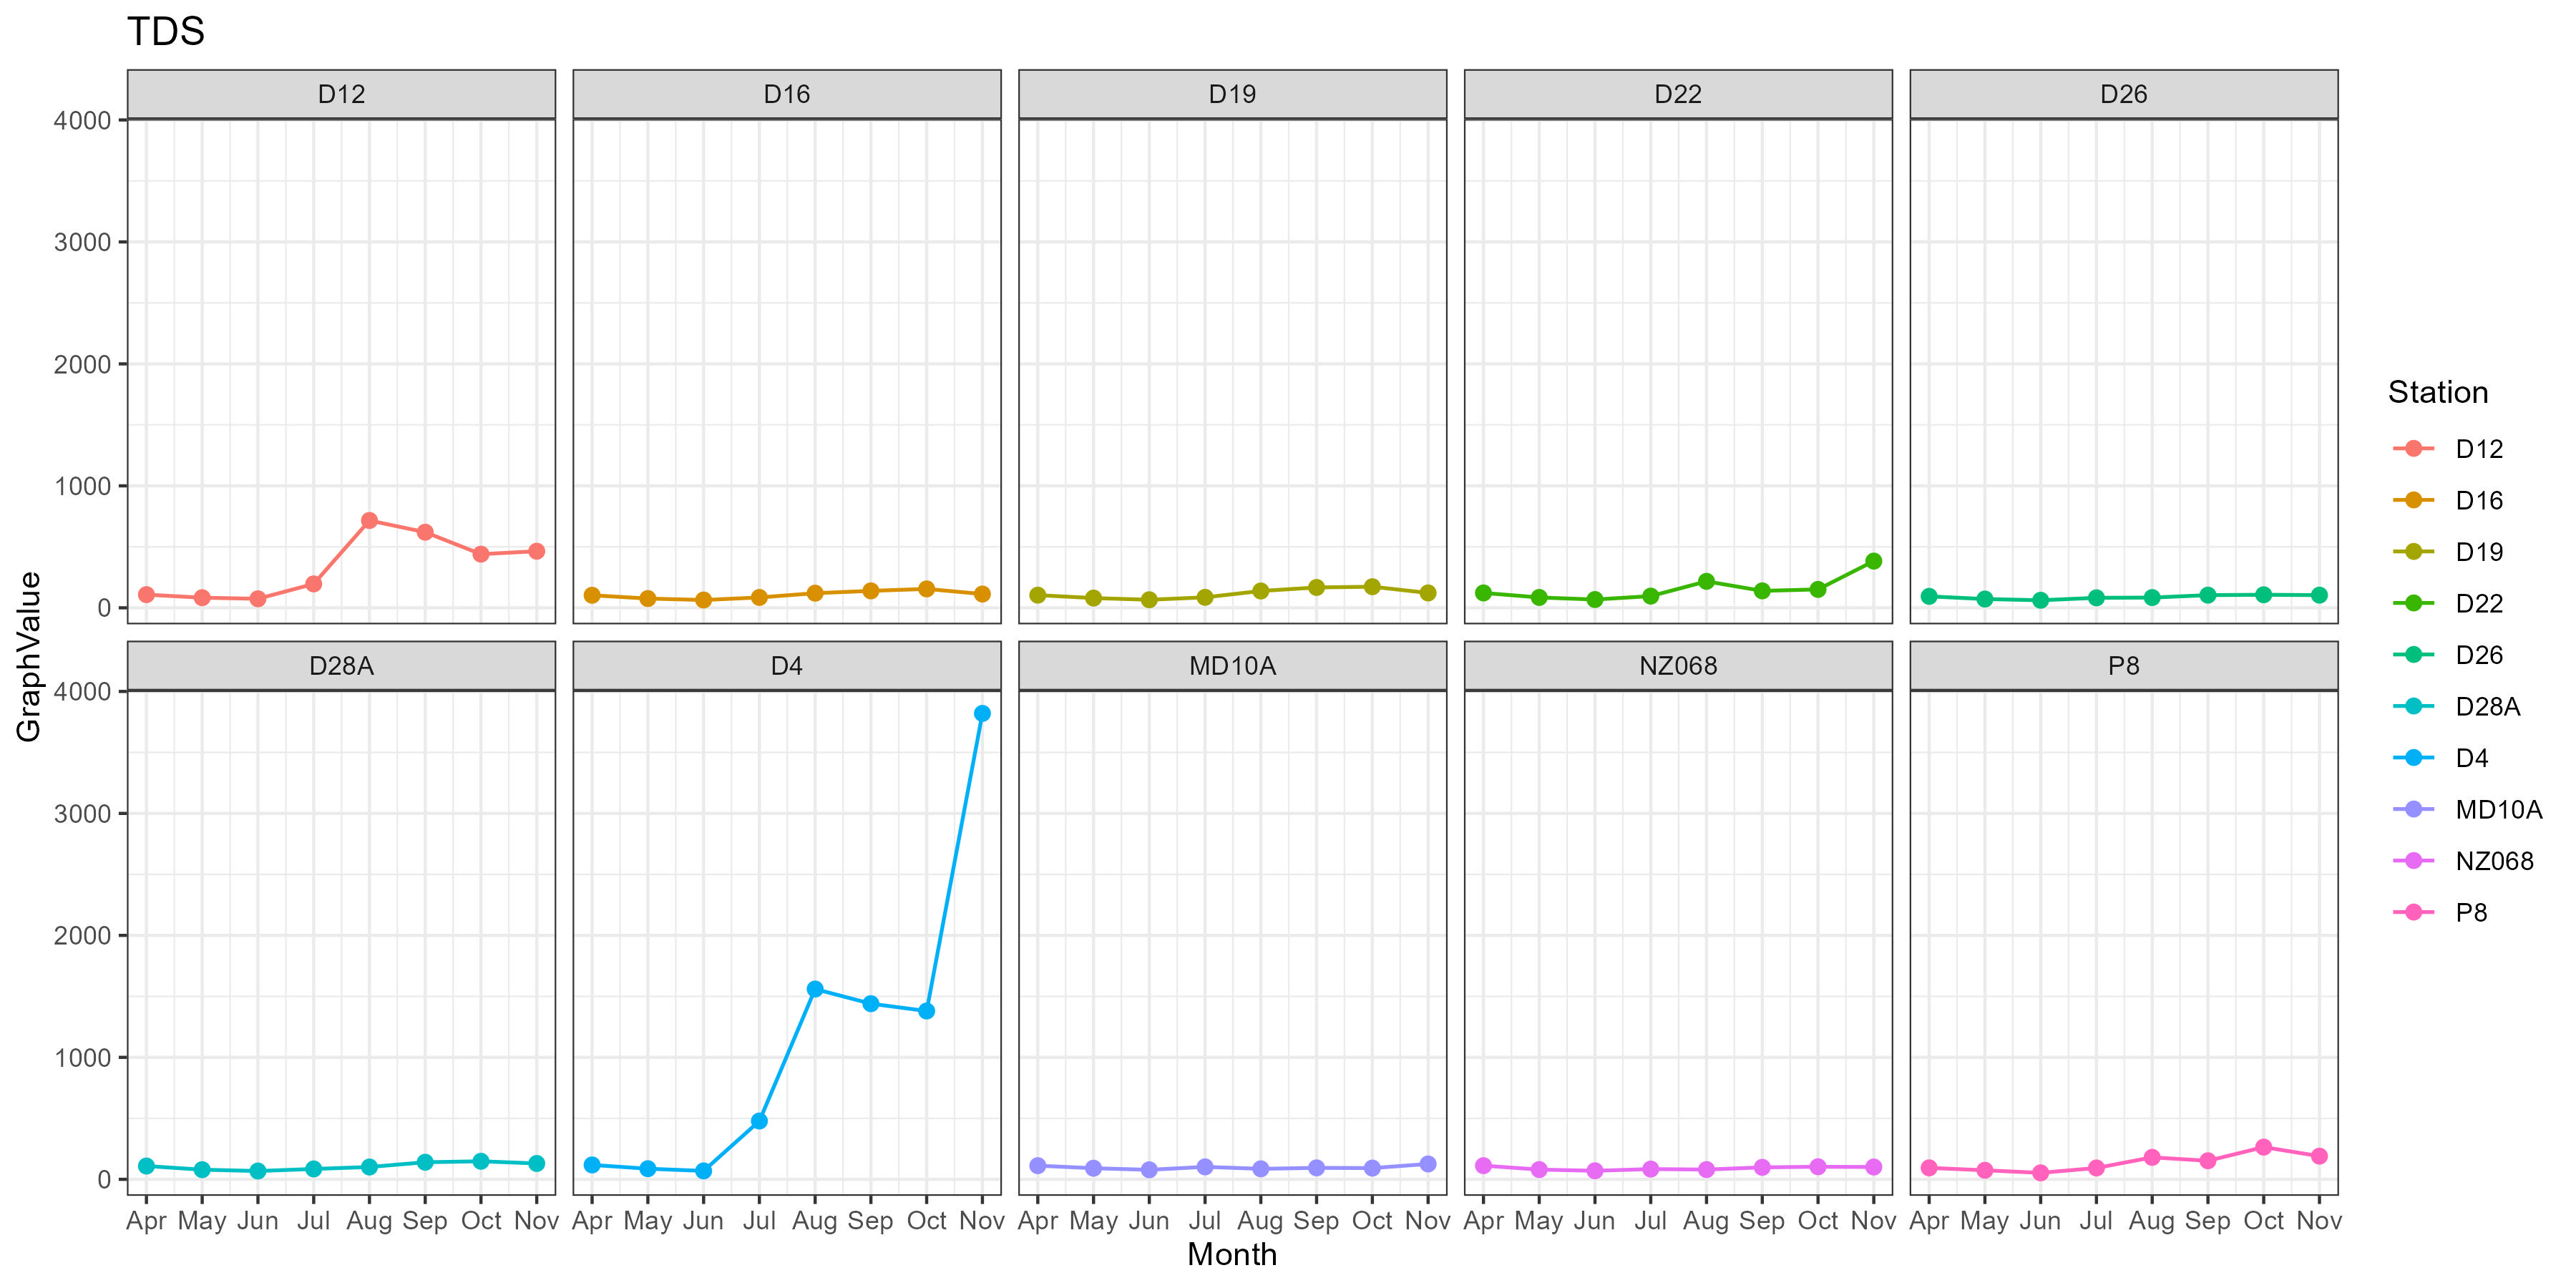 TDS
D12 D16 D19 D22 D26
4000
3000
2000
1000
0
D28A D4 MD10A NZ068 P8
4000
3000
2000
1000
0
Apr May Jun Jul Aug Sep Oct Nov Apr May Jun Jul Aug Sep Oct Nov Apr May Jun Jul Aug Sep Oct Nov Apr May Jun Jul Aug Sep Oct Nov Apr May Jun Jul Aug Sep Oct Nov
Month
GraphValue
Station
D12
D16
D19
D22
D26
D28A
D4
MD10A
NZ068
P8